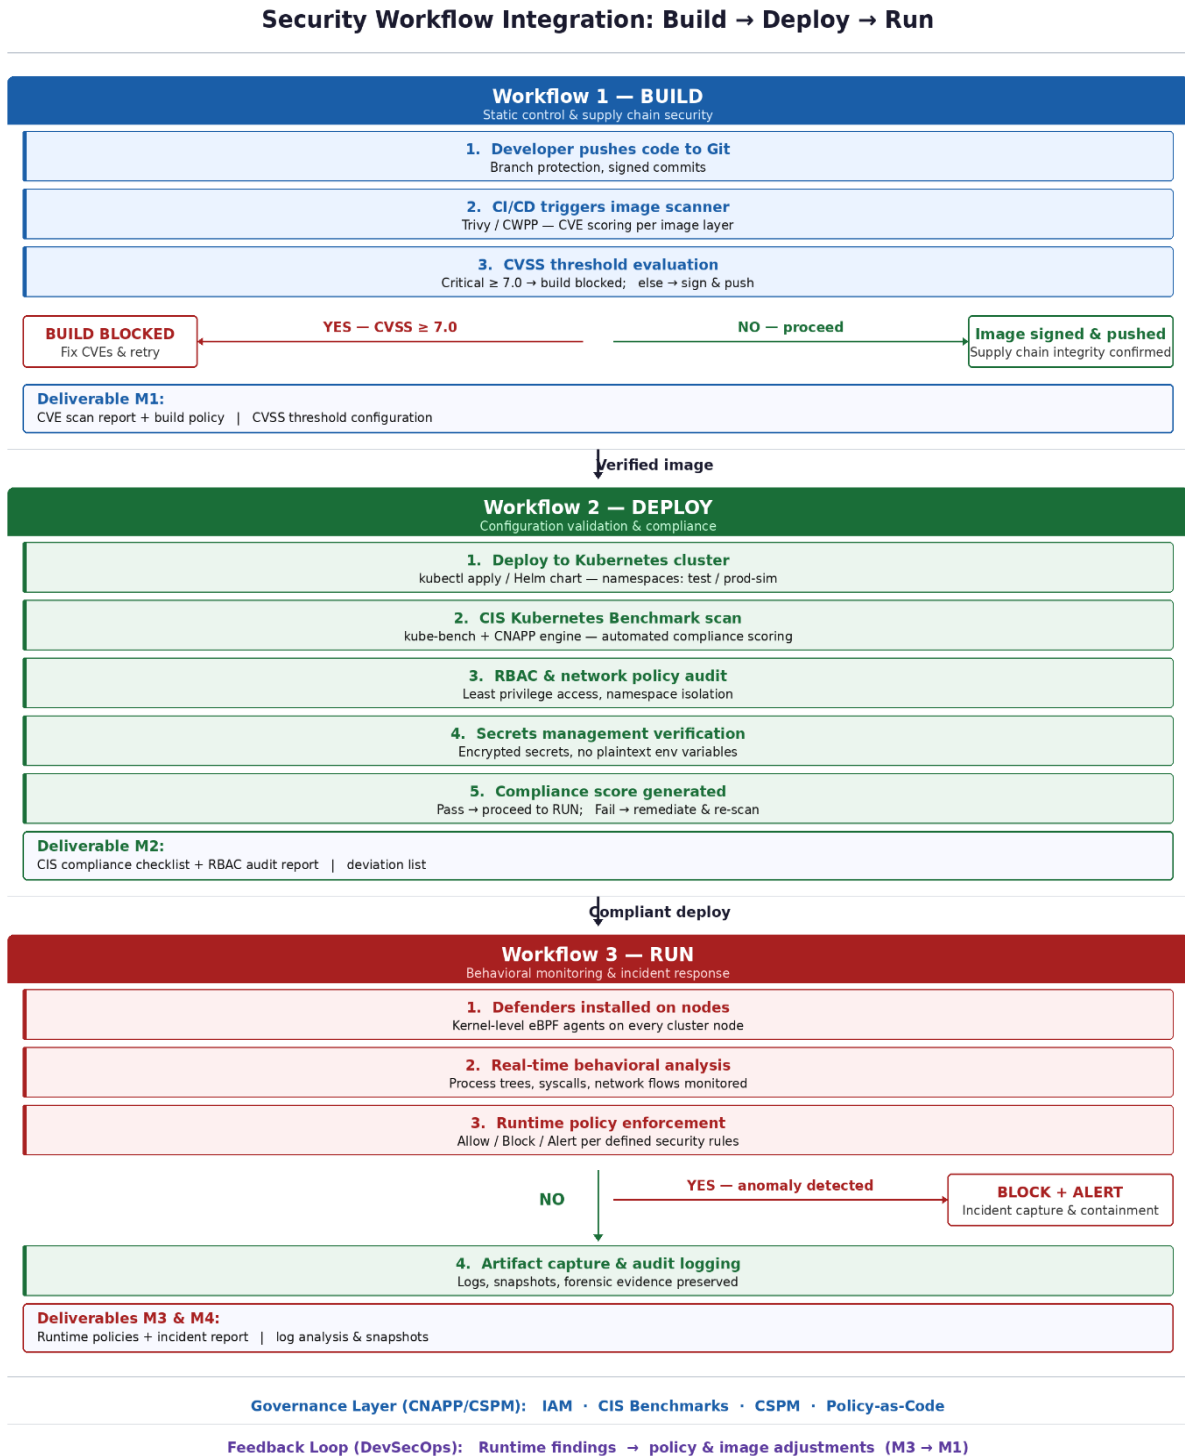 Security Workflow Integration: Build → Deploy → Run
Workflow 1 — BUILD
Static control & supply chain security
1. Developer pushes code to Git
Branch protection, signed commits
2. CI/CD triggers image scanner
Trivy / CWPP — CVE scoring per image layer
3. CVSS threshold evaluation
Critical ≥ 7.0 → build blocked; else → sign & push
BUILD BLOCKED
Fix CVEs & retry
YES — CVSS ≥ 7.0
NO — proceed
Image signed & pushed
Supply chain integrity confirmed
Deliverable M1:
CVE scan report + build policy | CVSS threshold configuration
Verified image
Workflow 2 — DEPLOY
Configuration validation & compliance
1. Deploy to Kubernetes cluster
kubectl apply / Helm chart — namespaces: test / prod-sim
2. CIS Kubernetes Benchmark scan
kube-bench + CNAPP engine — automated compliance scoring
3. RBAC & network policy audit
Least privilege access, namespace isolation
4. Secrets management verification
Encrypted secrets, no plaintext env variables
5. Compliance score generated
Pass → proceed to RUN; Fail → remediate & re-scan
Deliverable M2:
CIS compliance checklist + RBAC audit report | deviation list
Compliant deploy
Workflow 3 — RUN
Behavioral monitoring & incident response
1. Defenders installed on nodes
Kernel-level eBPF agents on every cluster node
2. Real-time behavioral analysis
Process trees, syscalls, network flows monitored
3. Runtime policy enforcement
Allow / Block / Alert per defined security rules
NO
YES — anomaly detected
BLOCK + ALERT
Incident capture & containment
4. Artifact capture & audit logging
Logs, snapshots, forensic evidence preserved
Deliverables M3 & M4:
Runtime policies + incident report | log analysis & snapshots
Governance Layer (CNAPP/CSPM): IAM · CIS Benchmarks · CSPM · Policy-as-Code
Feedback Loop (DevSecOps): Runtime findings → policy & image adjustments (M3 → M1)